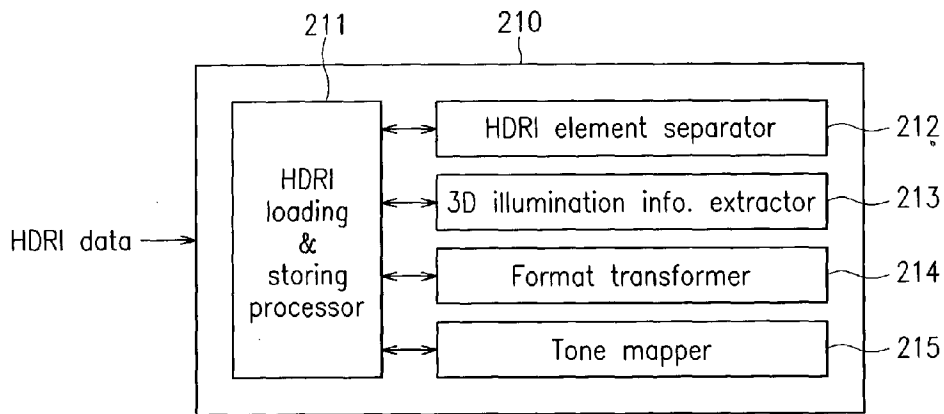 211
210
HDRI data
HDRI
loading
&
storing
processor
HDRI element separator
212
3D illumination info. extractor
213
Format transformer
214
Tone mapper
215